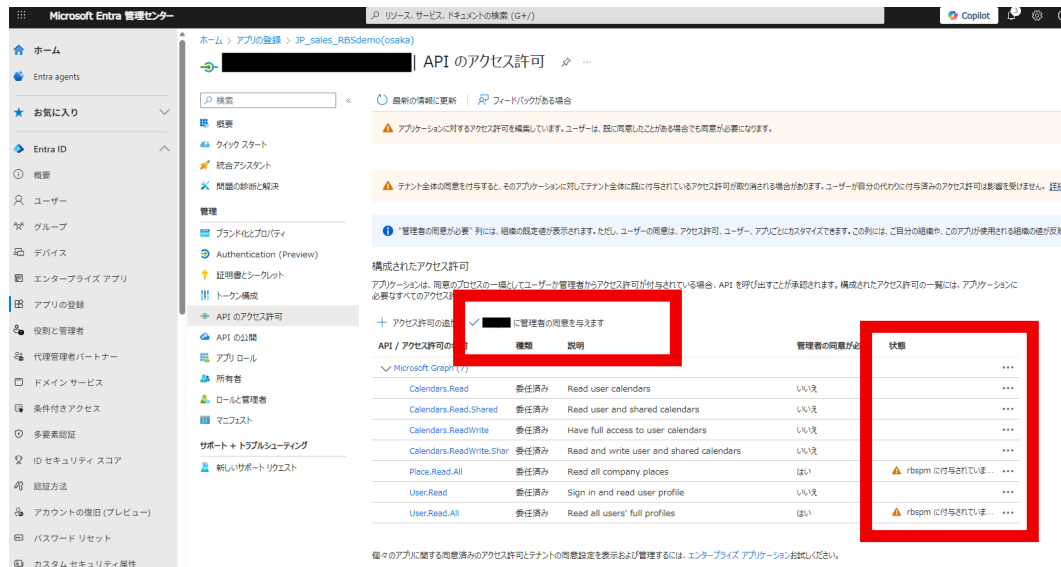 Microsoft Entra 管理センター
リソース、サービス、ドキュメントの検索 (G+/)
Copilot
3
ホーム
Entra agents
お気に入り
Entra ID
概要
ユーザー
グループ
デバイス
エンタープライズ アプリ
アプリの登録
役割と管理者
代理管理者パートナー
ドメイン サービス
条件付きアクセス
多要素認証
ID セキュリティ スコア
認証方法
アカウントの復旧 (プレビュー)
パスワード リセット
カスタム セキュリティ属性
ホーム > アプリの登録 > JP_sales_RBSdemo(osaka)
| API のアクセス許可
検索
概要
クイック スタート
統合アシスタント
問題の診断と解決
管理
ブランド化とプロパティ
Authentication (Preview)
証明書とシークレット
トークン構成
API のアクセス許可
API の公開
アプリ ロール
所有者
ロールと管理者
マニフェスト
サポート + トラブルシューティング
新しいサポート リクエスト
最新の情報に更新 | フィードバックがある場合
アプリケーションに対するアクセス許可を編集しています。ユーザーは、既に同意したことがある場合でも同意が必要になります。
テナント全体の同意を付与すると、そのアプリケーションに対してテナント全体に既に付与されているアクセス許可が取り消される場合があります。ユーザーが自分の代わりに付与済みのアクセス許可は影響を受けません。
"管理者の同意が必要" 列には、組織の既定値が表示されます。ただし、ユーザーの同意は、アクセス許可、ユーザー、アプリごとにカスタマイズできます。この列には、ご自分の組織や、このアプリが使用される組織の値が反
構成されたアクセス許可
アプリケーションは、同意のプロセスの一環としてユーザーか管理者からアクセス許可が付与されている場合、API を呼び出すことが承認されます。構成されたアクセス許可の一覧には、アプリケーションに
必要なすべてのアクセス
アクセス許可の追 に管理者の同意を与えます
API / アクセス許可の 種類 説明 管理者の同意が必 状態
Microsoft Graph (7)
Calendars.Read 委任済み Read user calendars いいえ
Calendars.Read.Shared 委任済み Read user and shared calendars いいえ
Calendars.ReadWrite 委任済み Have full access to user calendars いいえ
Calendars.ReadWrite.Shar 委任済み Read and write user and shared calendars いいえ
Place.Read.All 委任済み Read all company places はい rbspm に付与されていま...
User.Read 委任済み Sign in and read user profile いいえ
User.Read.All 委任済み Read all users' full profiles はい rbspm に付与されていま...
個々のアプリに関する同意済みのアクセス許可とテナントの同意設定を表示および管理するには、エンタープライズ アプリケーションお試しください。